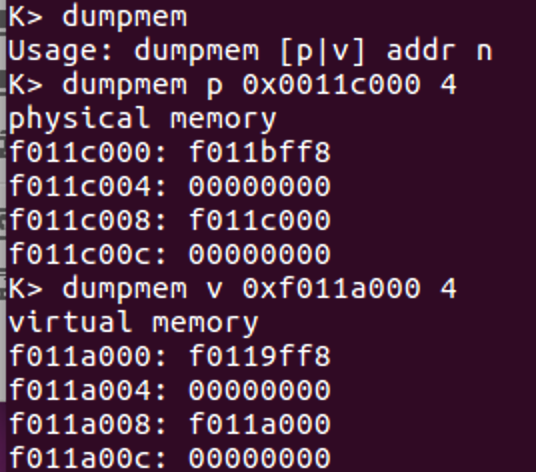 K> dumpmem
Usage: dumpmem [p|v] addr n
K> dumpmem p 0x0011c000 4
physical memory
f011c000: f011bff8
f011c004: 00000000
f011c008: f011c000
f011c00c: 00000000
K> dumpmem v 0xf011a000 4
virtual memory
f011a000: f0119ff8
f011a004: 00000000
f011a008: f011a000
f011a00c: 00000000